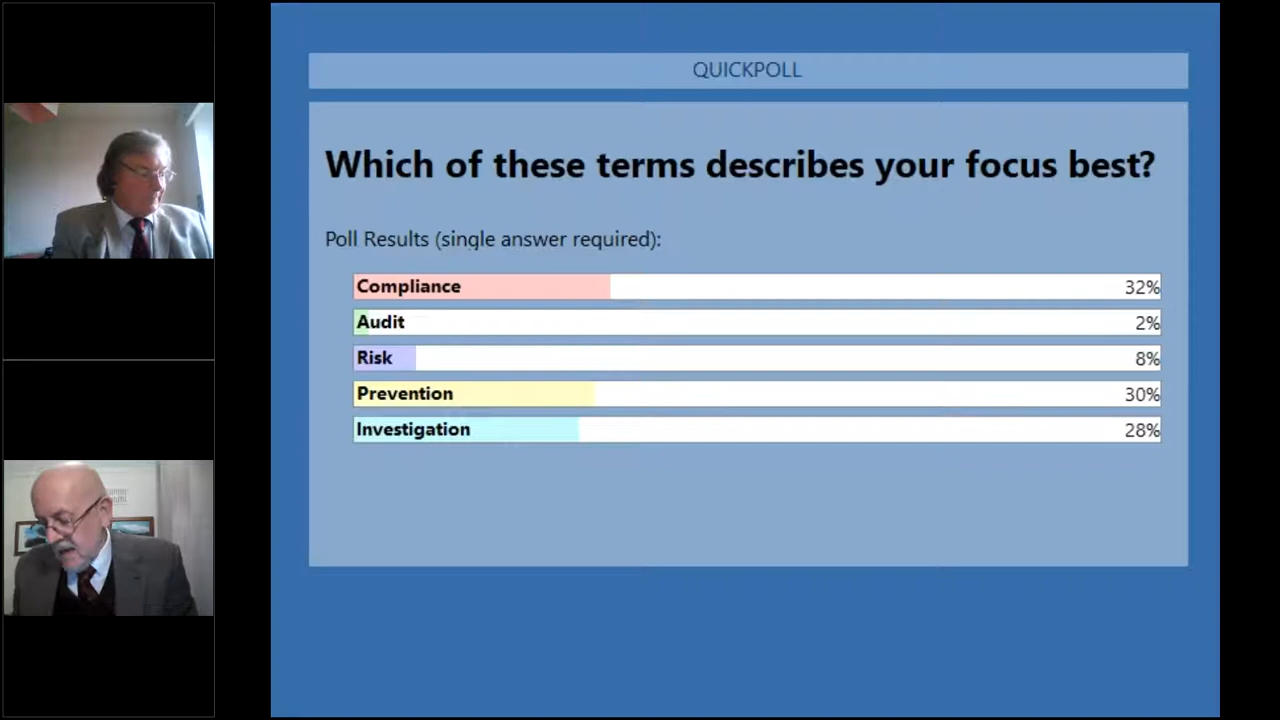 QUICKPOLL
Which of these terms describes your focus best?
Poll Results (single answer required):
Compliance 32%
Audit 2%
Risk 8%
Prevention 30%
Investigation 28%